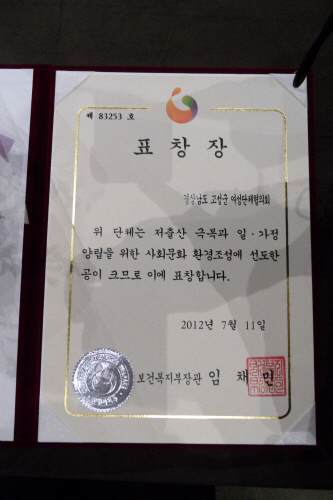 제 83253 호
표 창 장
경상남도 고성군 여성단체협의회
위 단체는 저출산 극복과 일·가정
양립을 위한 사회문화 환경조성에 선도한
공이 크므로 이에 표창합니다.
2012년 7월 11일
보건복지부장관 임 채 민